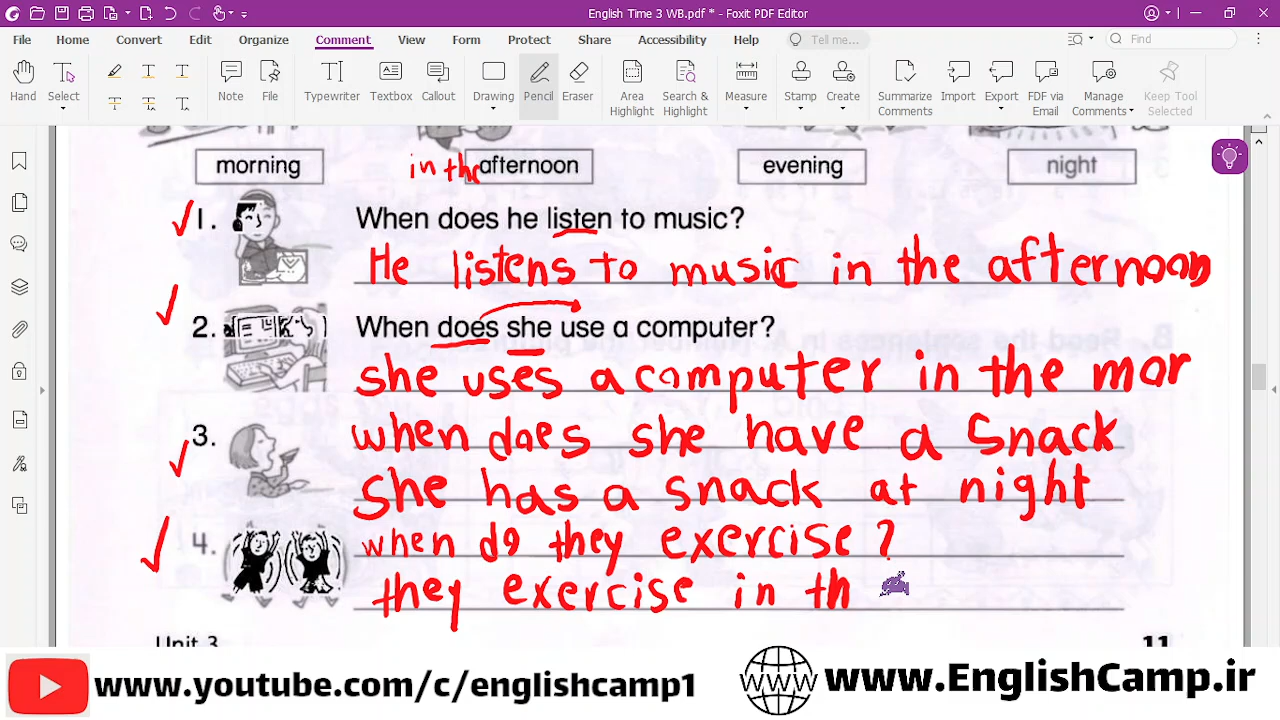 English Time 3 WB.pdf * - Foxit PDF Editor
File Home Convert Edit Organize Comment View Form Protect Share Accessibility Help Tell me... Find
Hand Select Note File Typewriter Textbox Callout Drawing Pencil Eraser Area Highlight Search & Highlight Measure Stamp Create Summarize Comments Import Export FDF via Email Manage Comments Keep Tool Selected
morning in the afternoon evening night
1. When does he listen to music?
He listens to music in the afternoon
2. When does she use a computer?
she uses a computer in the mor
3. when does she have a snack
she has a snack at night
4. when do they exercise?
they exercise in th
Unit 3 11
www.youtube.com/c/englishcamp1 www www.EnglishCamp.ir